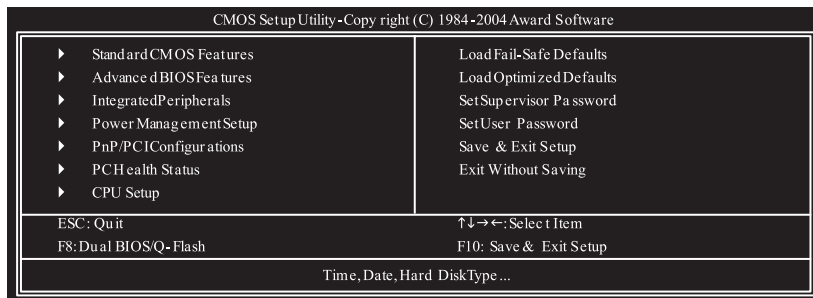 CMOS Setup Utility-Copy right (C) 1984-2004 Award Software
Standard CMOS Features
Advanced BIOS Features
Integrated Peripherals
Power Management Setup
PnP/PCI Configurations
PC Health Status
CPU Setup
Load Fail-Safe Defaults
Load Optimized Defaults
Set Supervisor Password
Set User Password
Save & Exit Setup
Exit Without Saving
ESC: Quit
↑↓→←: Select Item
F8: Dual BIOS/Q-Flash
F10: Save & Exit Setup
Time, Date, Hard Disk Type...